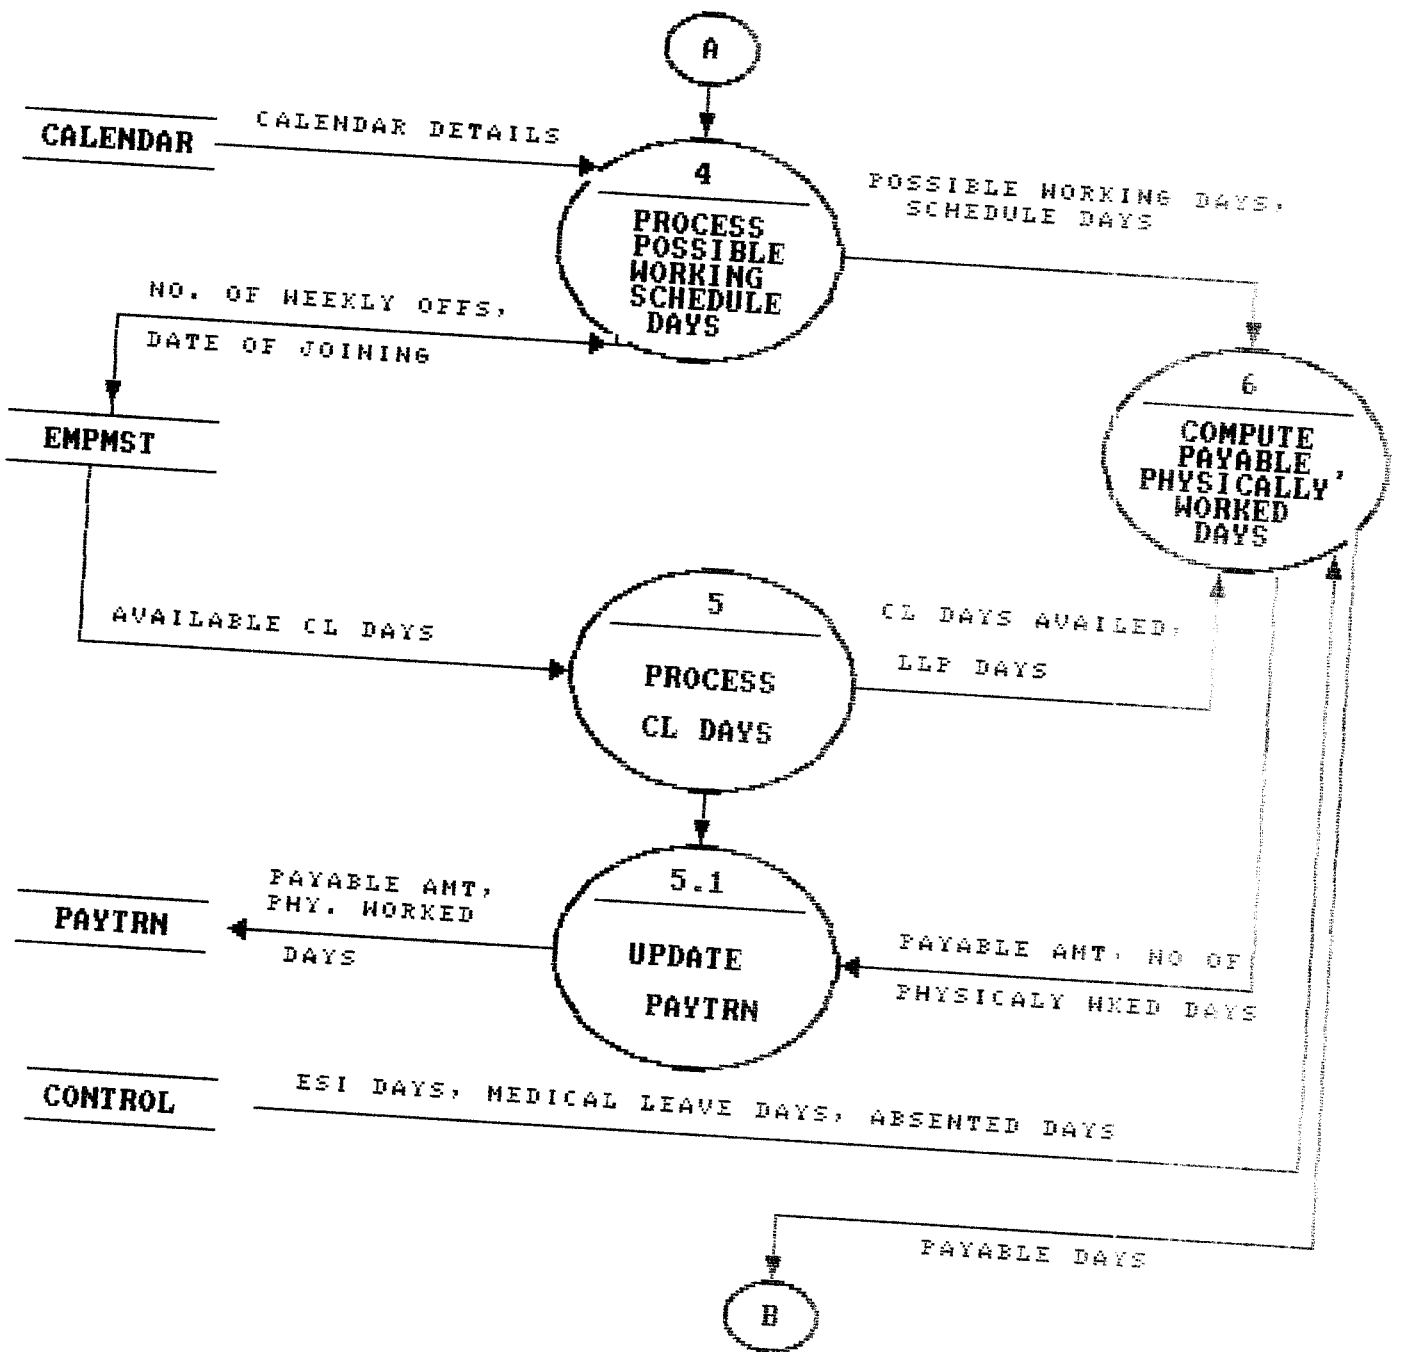 A
CALENDAR
CALENDAR DETAILS
4
PROCESS
POSSIBLE
WORKING
SCHEDULE
DAYS
POSSIBLE WORKING DAYS,
SCHEDULE DAYS
NO. OF WEEKLY OFFS,
DATE OF JOINING
EMPMST
6
COMPUTE
PAYABLE,
PHYSICALLY
WORKED
DAYS
AVAILABLE CL DAYS
5
PROCESS
CL DAYS
CL DAYS AVAILED,
LLP DAYS
PAYTRN
PAYABLE AMT,
PHY. WORKED
DAYS
5.1
UPDATE
PAYTRN
PAYABLE AMT, NO OF
PHYSICALY WKED DAYS
CONTROL
ESI DAYS, MEDICAL LEAVE DAYS, ABSENTED DAYS
PAYABLE DAYS
B